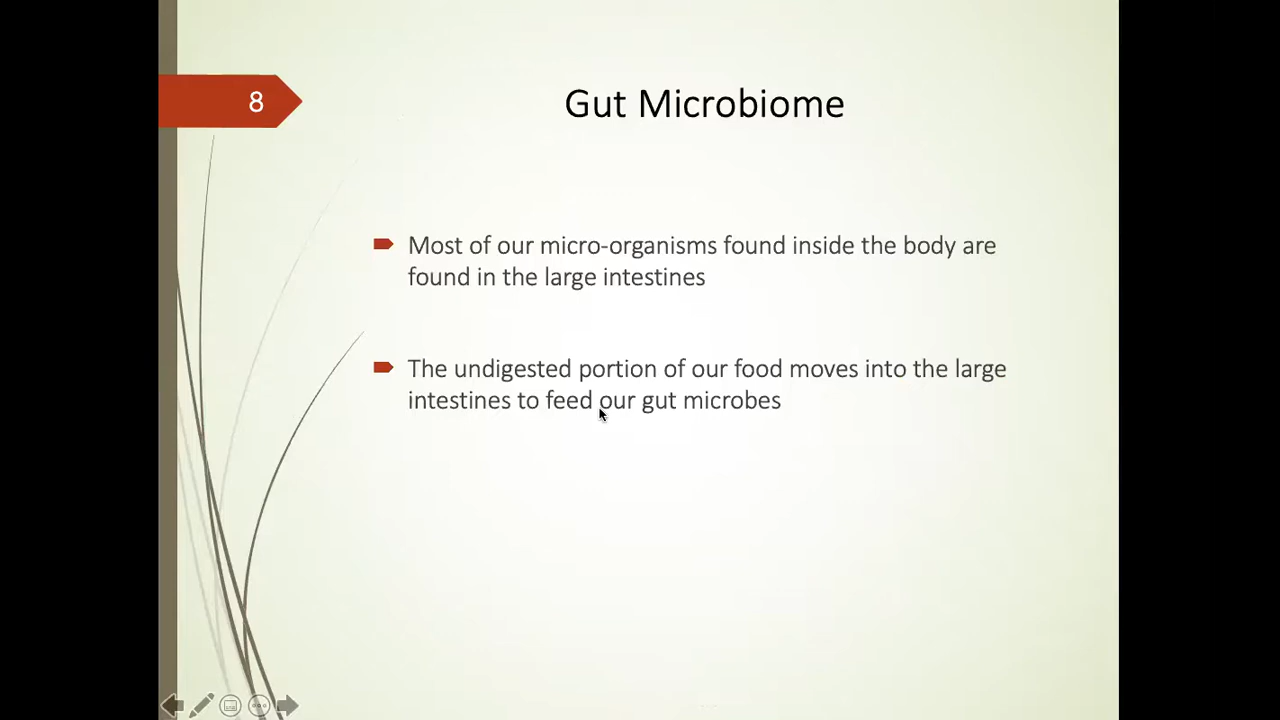 8
Gut Microbiome
Most of our micro-organisms found inside the body are
found in the large intestines
The undigested portion of our food moves into the large
intestines to feed our gut microbes